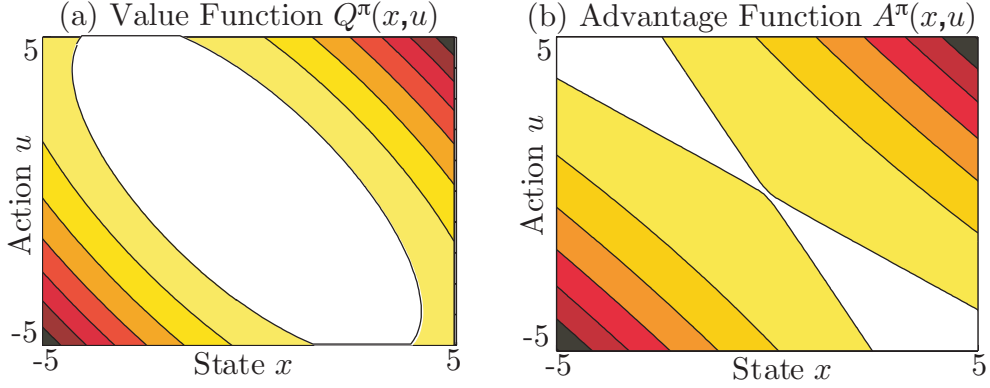 (a) Value Function Q^π(x,u)
5
Action u
-5
-5
State x
5
(b) Advantage Function A^π(x,u)
5
Action u
-5
-5
State x
5